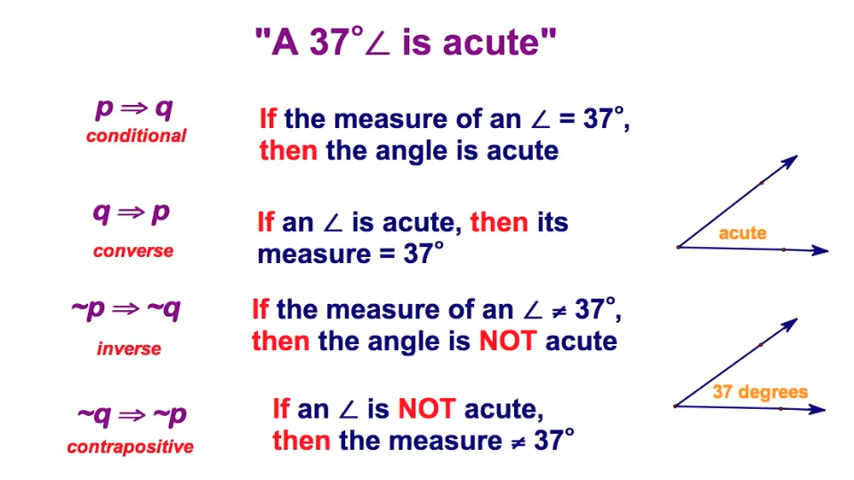 "A 37°∠ is acute"
p ⇒ q
conditional
If the measure of an ∠ = 37°,
then the angle is acute
q ⇒ p
converse
If an ∠ is acute, then its
measure = 37°
acute
~p ⇒ ~q
inverse
If the measure of an ∠ ≠ 37°,
then the angle is NOT acute
37 degrees
~q ⇒ ~p
contrapositive
If an ∠ is NOT acute,
then the measure ≠ 37°